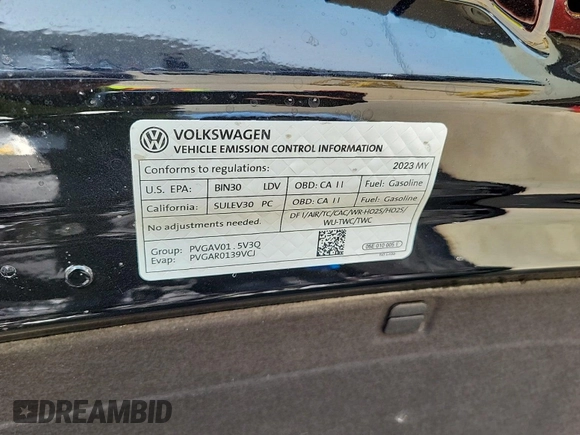 VOLKSWAGEN
VEHICLE EMISSION CONTROL INFORMATION
Conforms to regulations: 2023 MY
U.S. EPA: BIN30 LDV OBD: CA II Fuel: Gasoline
California: SULEV30 PC OBD: CA II Fuel: Gasoline
No adjustments needed. DFI/AIR/TC/CAC/WR-HO2S/HO2S/
WU-TWC/TWC
Group: PVGAV01.5V3Q
Evap: PVGAR0139VCJ
DREAMBID